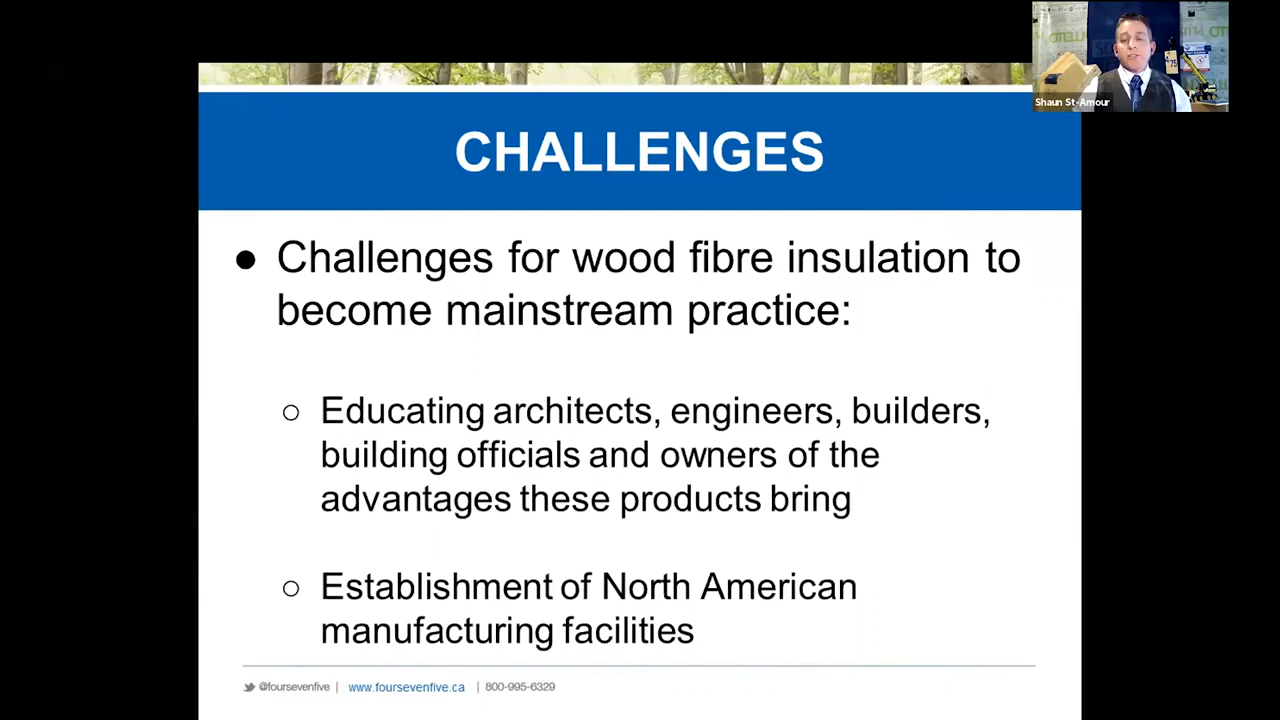 Shaun St-Amour
CHALLENGES
● Challenges for wood fibre insulation to
become mainstream practice:
○ Educating architects, engineers, builders,
building officials and owners of the
advantages these products bring
○ Establishment of North American
manufacturing facilities
@foursevenfive | www.foursevenfive.ca | 800-995-6329